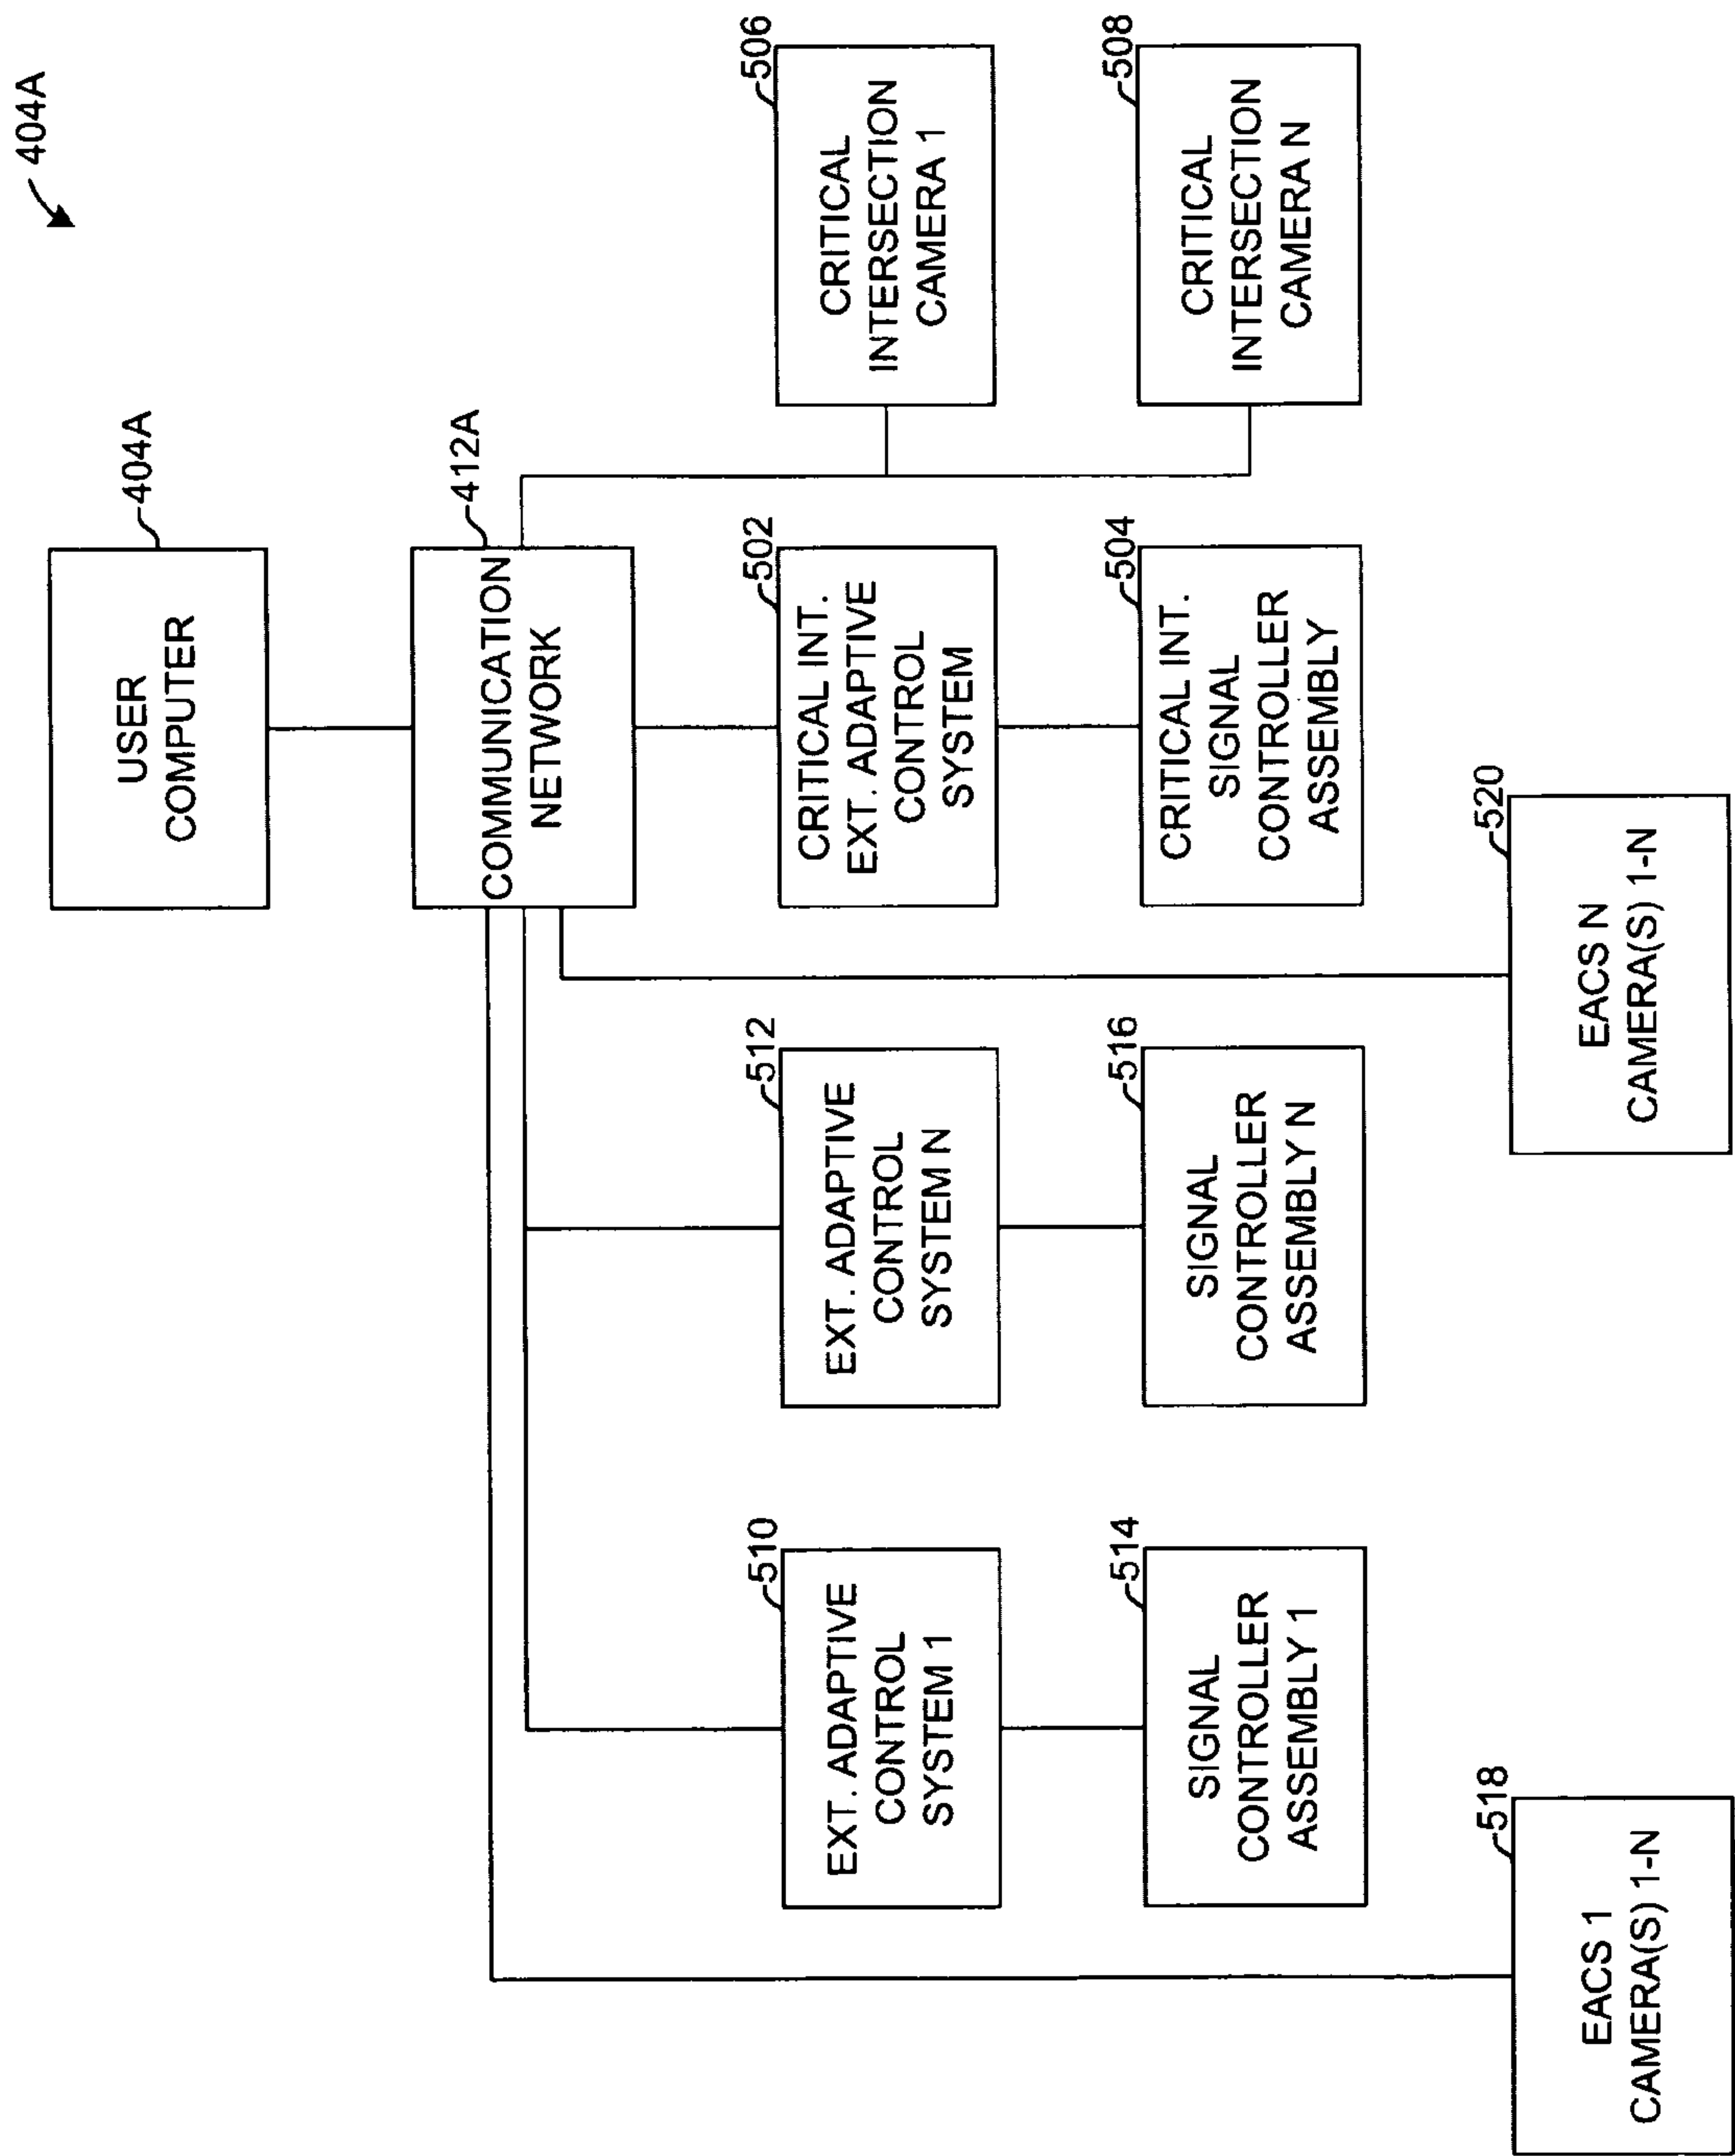 404A
USER
COMPUTER
404A
COMMUNICATION
NETWORK
412A
CRITICAL INT.
EXT. ADAPTIVE
CONTROL
SYSTEM
502
CRITICAL INT.
SIGNAL
CONTROLLER
ASSEMBLY
504
CRITICAL
INTERSECTION
CAMERA 1
506
CRITICAL
INTERSECTION
CAMERA N
508
EXT. ADAPTIVE
CONTROL
SYSTEM 1
510
EXT. ADAPTIVE
CONTROL
SYSTEM N
512
SIGNAL
CONTROLLER
ASSEMBLY 1
514
SIGNAL
CONTROLLER
ASSEMBLY N
516
EACS 1
CAMERA(S) 1-N
518
EACS N
CAMERA(S) 1-N
520